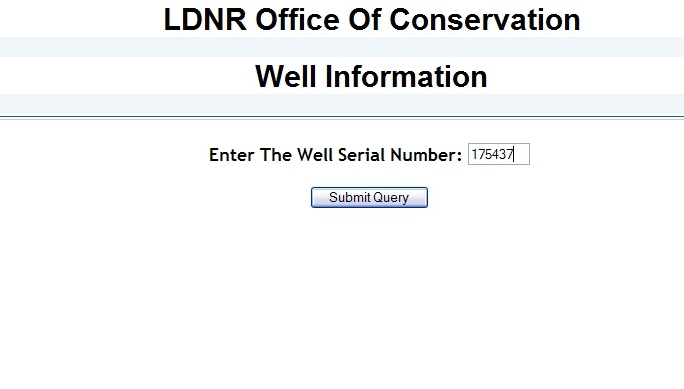 LDNR Office Of Conservation
Well Information
Enter The Well Serial Number: 175437
Submit Query